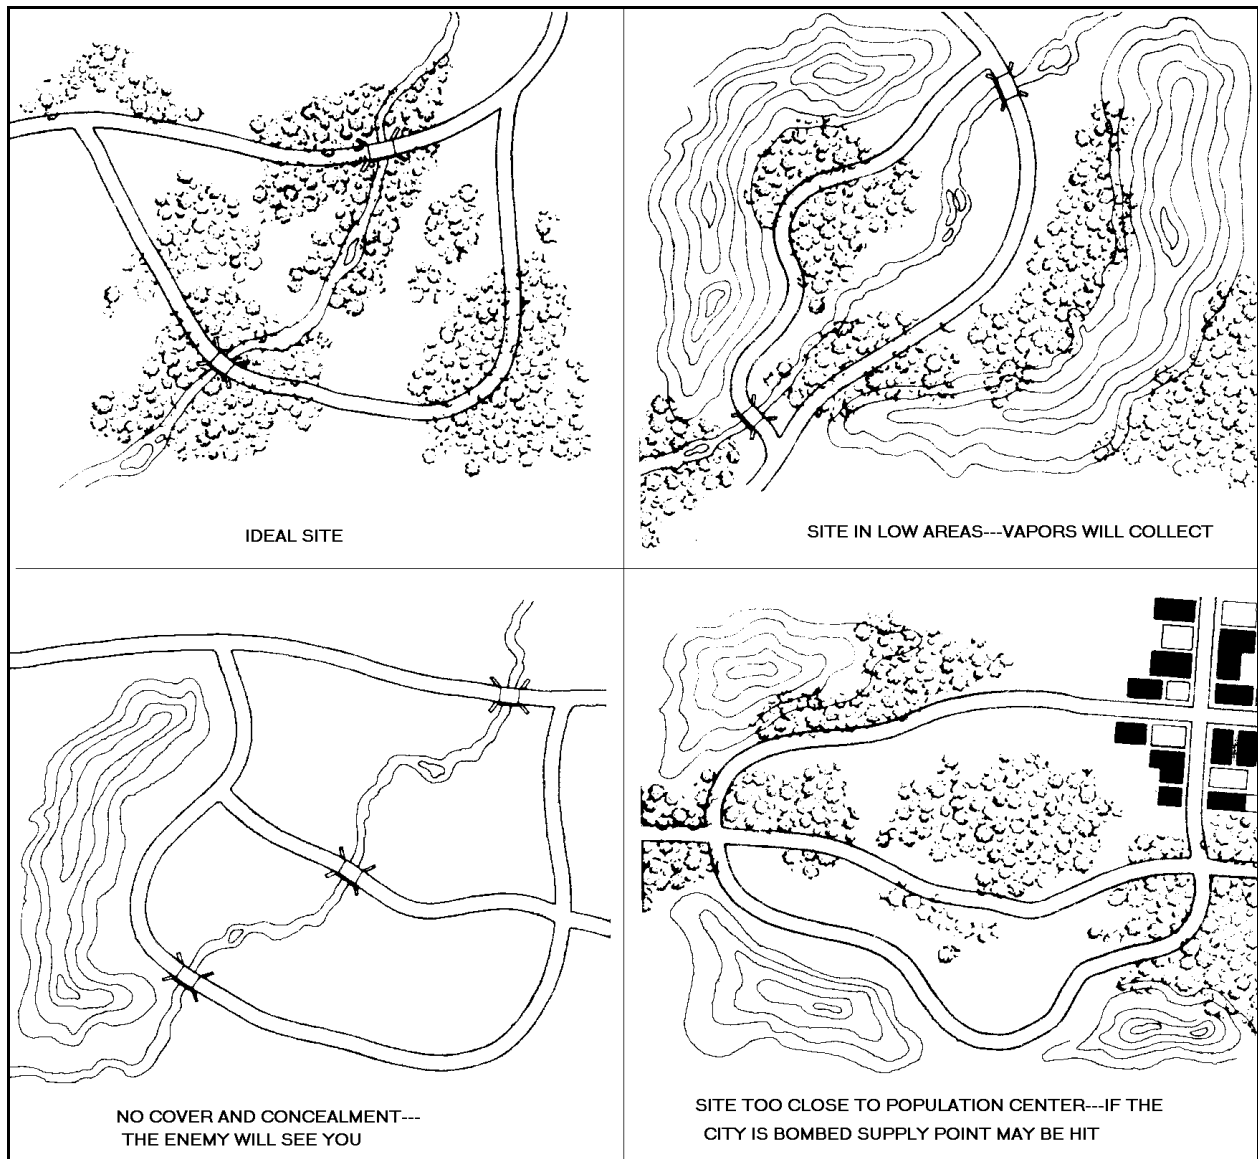 IDEAL SITE
SITE IN LOW AREAS---VAPORS WILL COLLECT
NO COVER AND CONCEALMENT---
THE ENEMY WILL SEE YOU
SITE TOO CLOSE TO POPULATION CENTER---IF THE
CITY IS BOMBED SUPPLY POINT MAY BE HIT